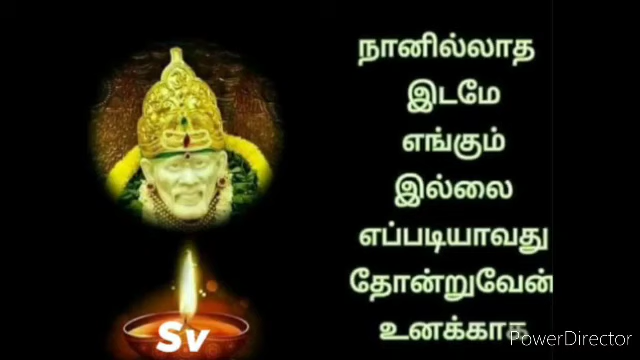 நானில்லாத
இடமே
எங்கும்
இல்லை
எப்படியாவது
தோன்றுவேன்
உனக்காக
PowerDirector
Sv